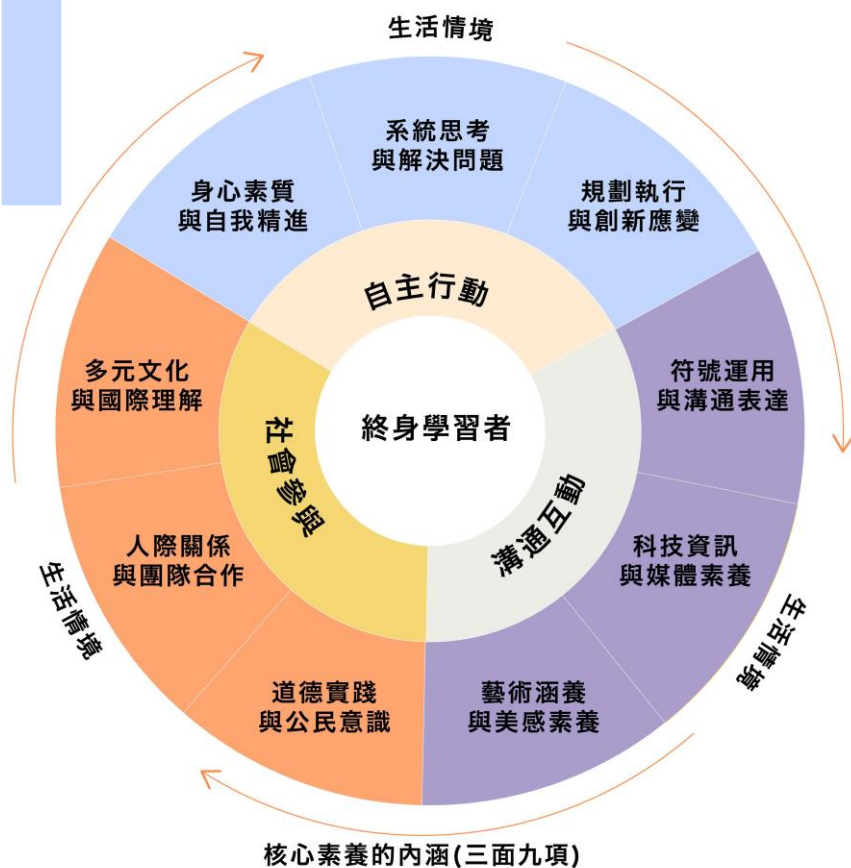 生活情境
系統思考
與解決問題
身心素質
與自我精進
規劃執行
與創新應變
自主行動
多元文化
與國際理解
符號運用
與溝通表達
終身學習者
社會參與
溝通互動
人際關係
與團隊合作
科技資訊
與媒體素養
生活情境
生活情境
道德實踐
與公民意識
藝術涵養
與美感素養
核心素養的內涵(三面九項)